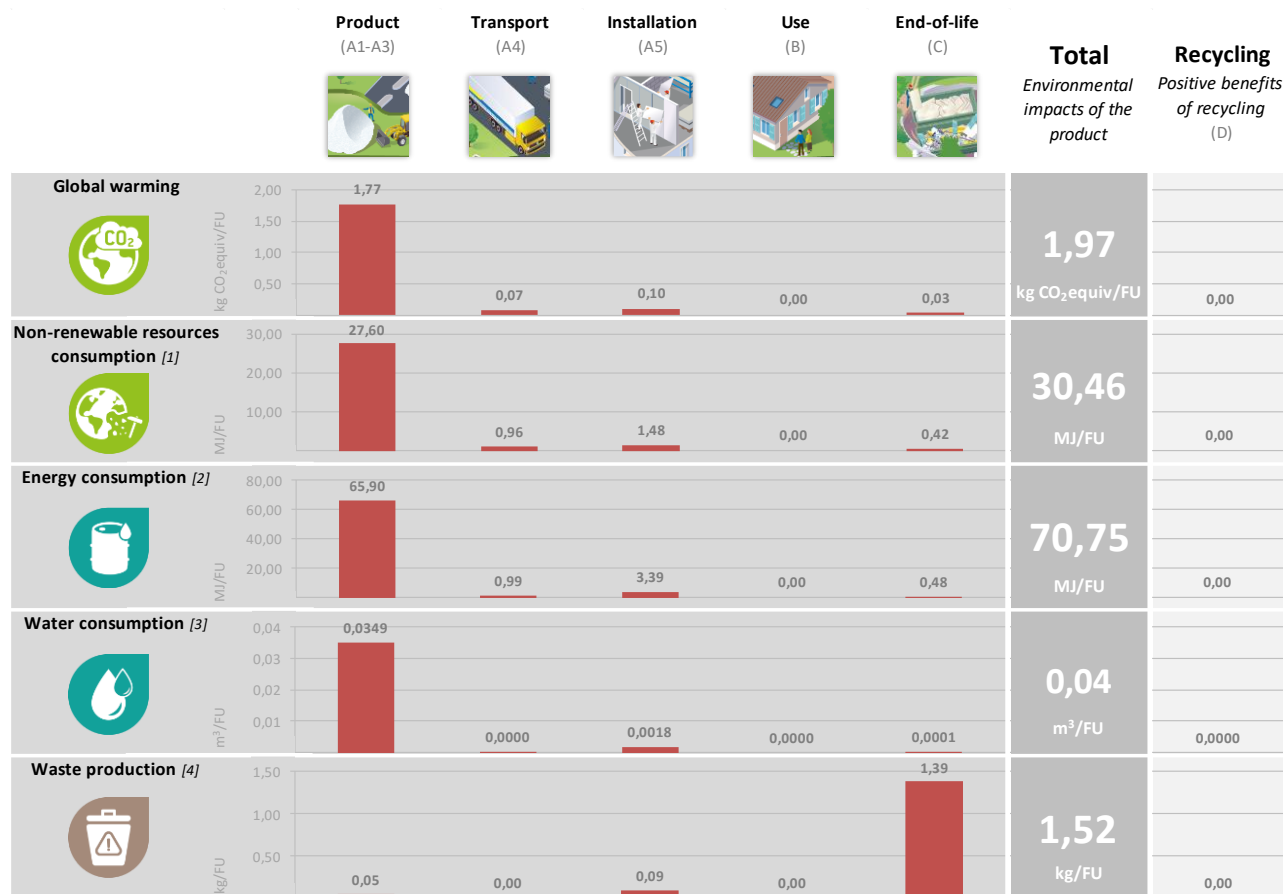 Product
(A1-A3)
Transport
(A4)
Installation
(A5)
Use
(B)
End-of-life
(C)
Total
Environmental
impacts of the
product
Recycling
Positive benefits
of recycling
(D)
Global warming
CO₂
kg CO₂equiv/FU
2,00
1,50
1,00
0,50
1,77
0,07
0,10
0,00
0,03
1,97
kg CO₂equiv/FU
0,00
Non-renewable resources
consumption [1]
MJ/FU
30,00
20,00
10,00
27,60
0,96
1,48
0,00
0,42
30,46
MJ/FU
0,00
Energy consumption [2]
MJ/FU
80,00
60,00
40,00
20,00
65,90
0,99
3,39
0,00
0,48
70,75
MJ/FU
0,00
Water consumption [3]
m³/FU
0,04
0,03
0,02
0,01
0,0349
0,0000
0,0018
0,0000
0,0001
0,04
m³/FU
0,0000
Waste production [4]
kg/FU
1,50
1,00
0,50
0,05
0,00
0,09
0,00
1,39
1,52
kg/FU
0,00